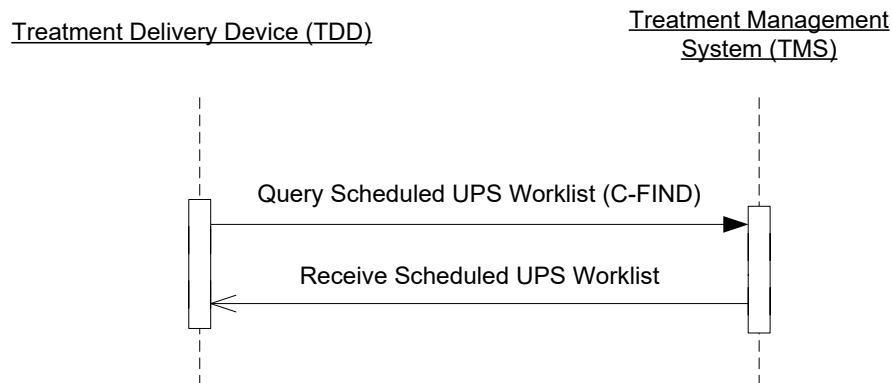 Treatment Delivery Device (TDD)
Treatment Management
System (TMS)
Query Scheduled UPS Worklist (C-FIND)
Receive Scheduled UPS Worklist